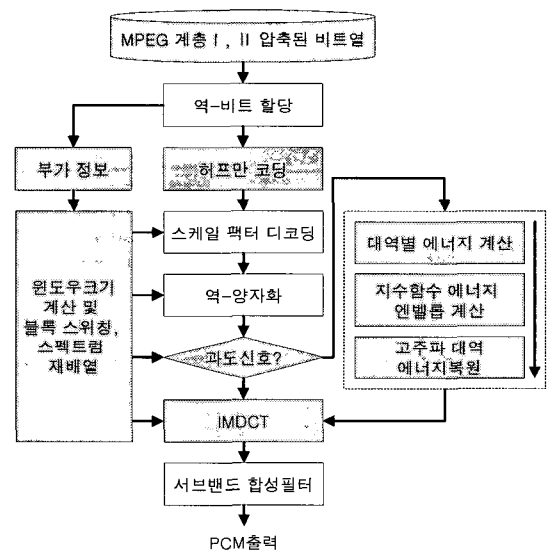 MPEG 계층 I, II 압축된 비트열
역-비트 할당
부가 정보
허프만 코딩
스케일 팩터 디코딩
역-양자화
윈도우크기
계산 및
블록 스위칭,
스펙트럼
재배열
과도신호?
대역별 에너지 계산
지수함수 에너지
엔벨롭 계산
고주파 대역
에너지복원
IMDCT
서브밴드 합성필터
PCM출력